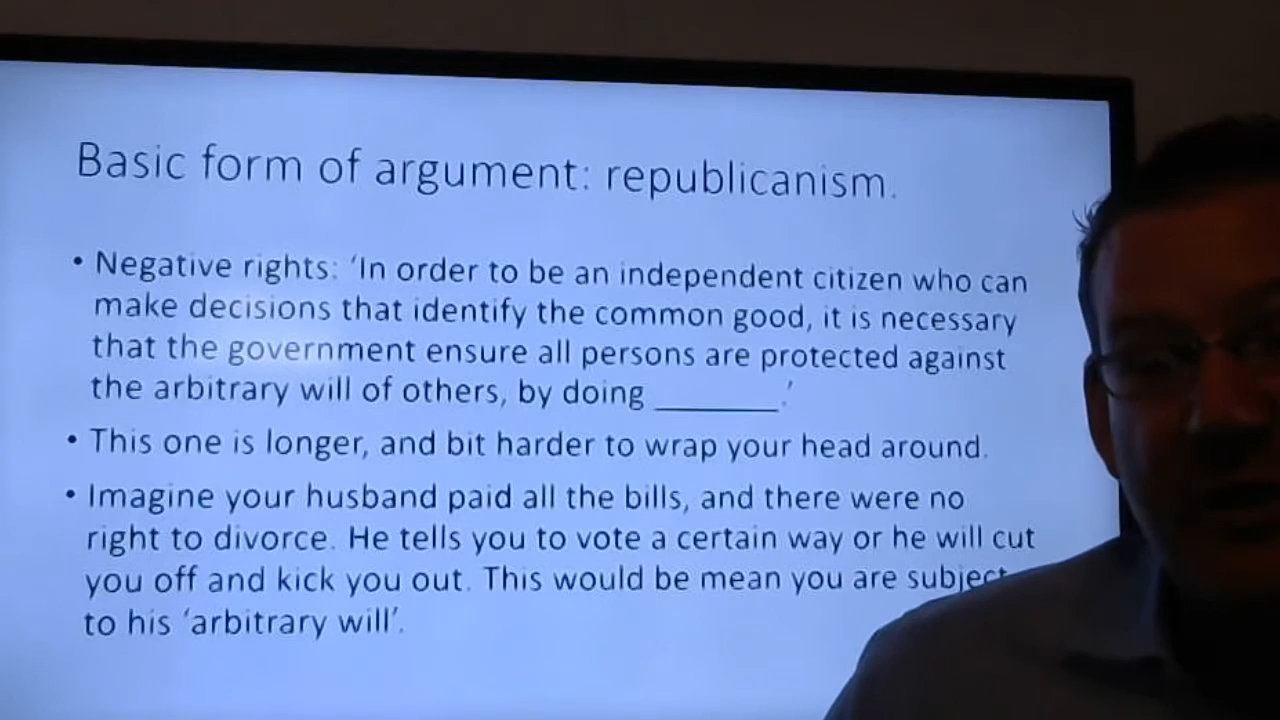 Basic form of argument: republicanism.
• Negative rights: ‘In order to be an independent citizen who can
make decisions that identify the common good, it is necessary
that the government ensure all persons are protected against
the arbitrary will of others, by doing ________.’
• This one is longer, and bit harder to wrap your head around.
• Imagine your husband paid all the bills, and there were no
right to divorce. He tells you to vote a certain way or he will cut
you off and kick you out. This would be mean you are subject
to his ‘arbitrary will’.